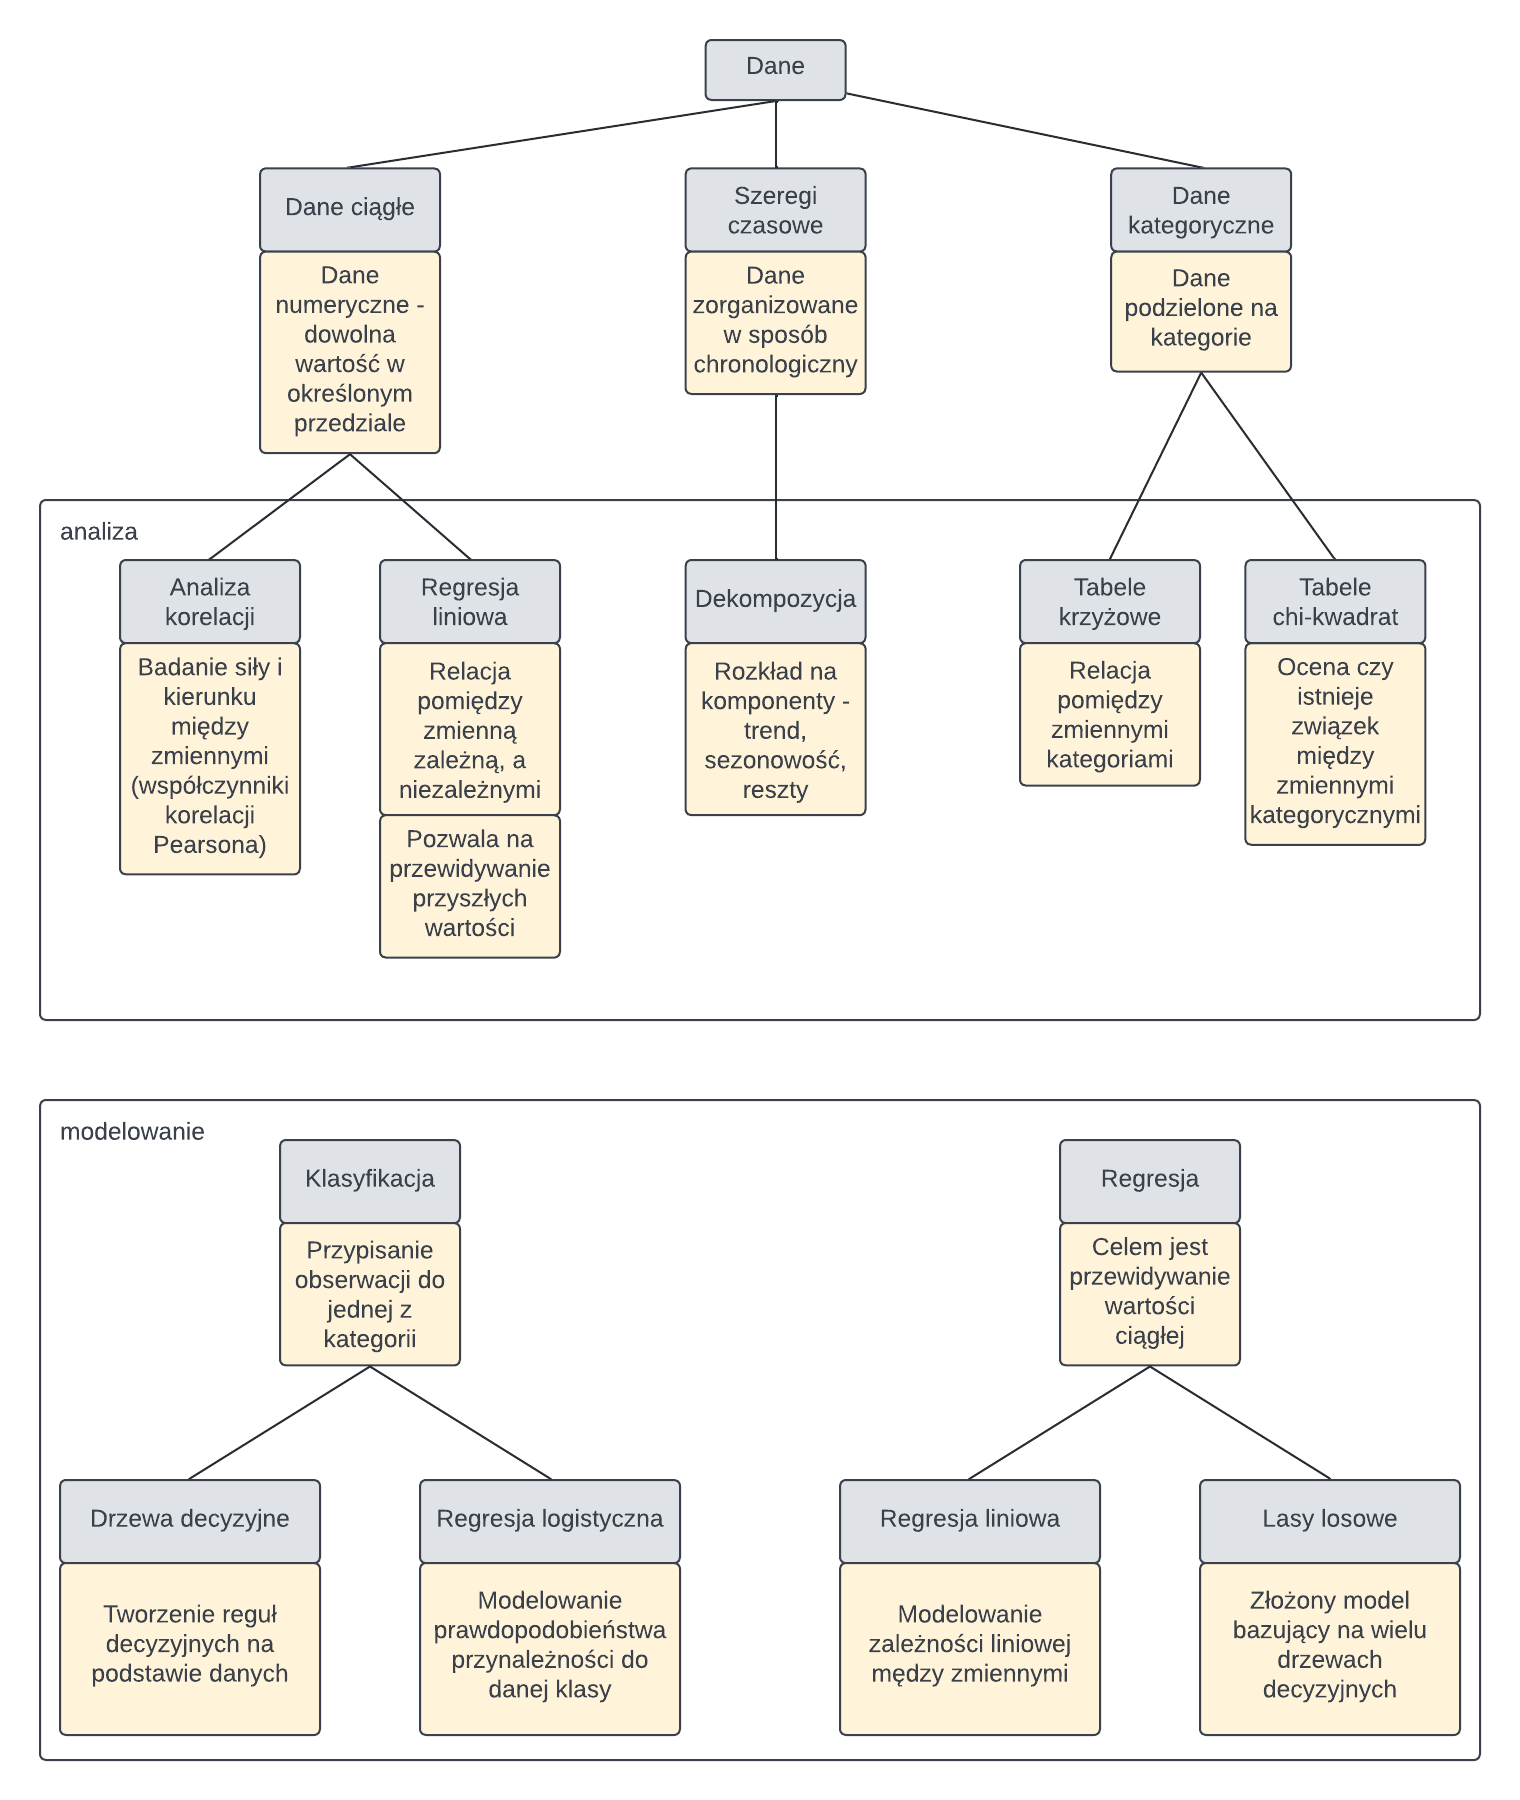 Dane
Dane ciągłe
Dane
numeryczne -
dowolna
wartość w
określonym
przedziale
Szeregi
czasowe
Dane
zorganizowane
w sposób
chronologiczny
Dane
kategoryczne
Dane
podzielone na
kategorie
analiza
Analiza
korelacji
Badanie siły i
kierunku
między
zmiennymi
(współczynniki
korelacji
Pearsona)
Regresja
liniowa
Relacja
pomiędzy
zmienną
zależną, a
niezależnymi
Pozwala na
przewidywanie
przyszłych
wartości
Dekompozycja
Rozkład na
komponenty -
trend,
sezonowość,
reszty
Tabele
krzyżowe
Relacja
pomiędzy
zmiennymi
kategoriami
Tabele
chi-kwadrat
Ocena czy
istnieje
związek
między
zmiennymi
kategorycznymi
modelowanie
Klasyfikacja
Przypisanie
obserwacji do
jednej z
kategorii
Regresja
Celem jest
przewidywanie
wartości
ciągłej
Drzewa decyzyjne
Tworzenie reguł
decyzyjnych na
podstawie danych
Regresja logistyczna
Modelowanie
prawdopodobieństwa
przynależności do
danej klasy
Regresja liniowa
Modelowanie
zależności liniowej
mędzy zmiennymi
Lasy losowe
Złożony model
bazujący na wielu
drzewach
decyzyjnych